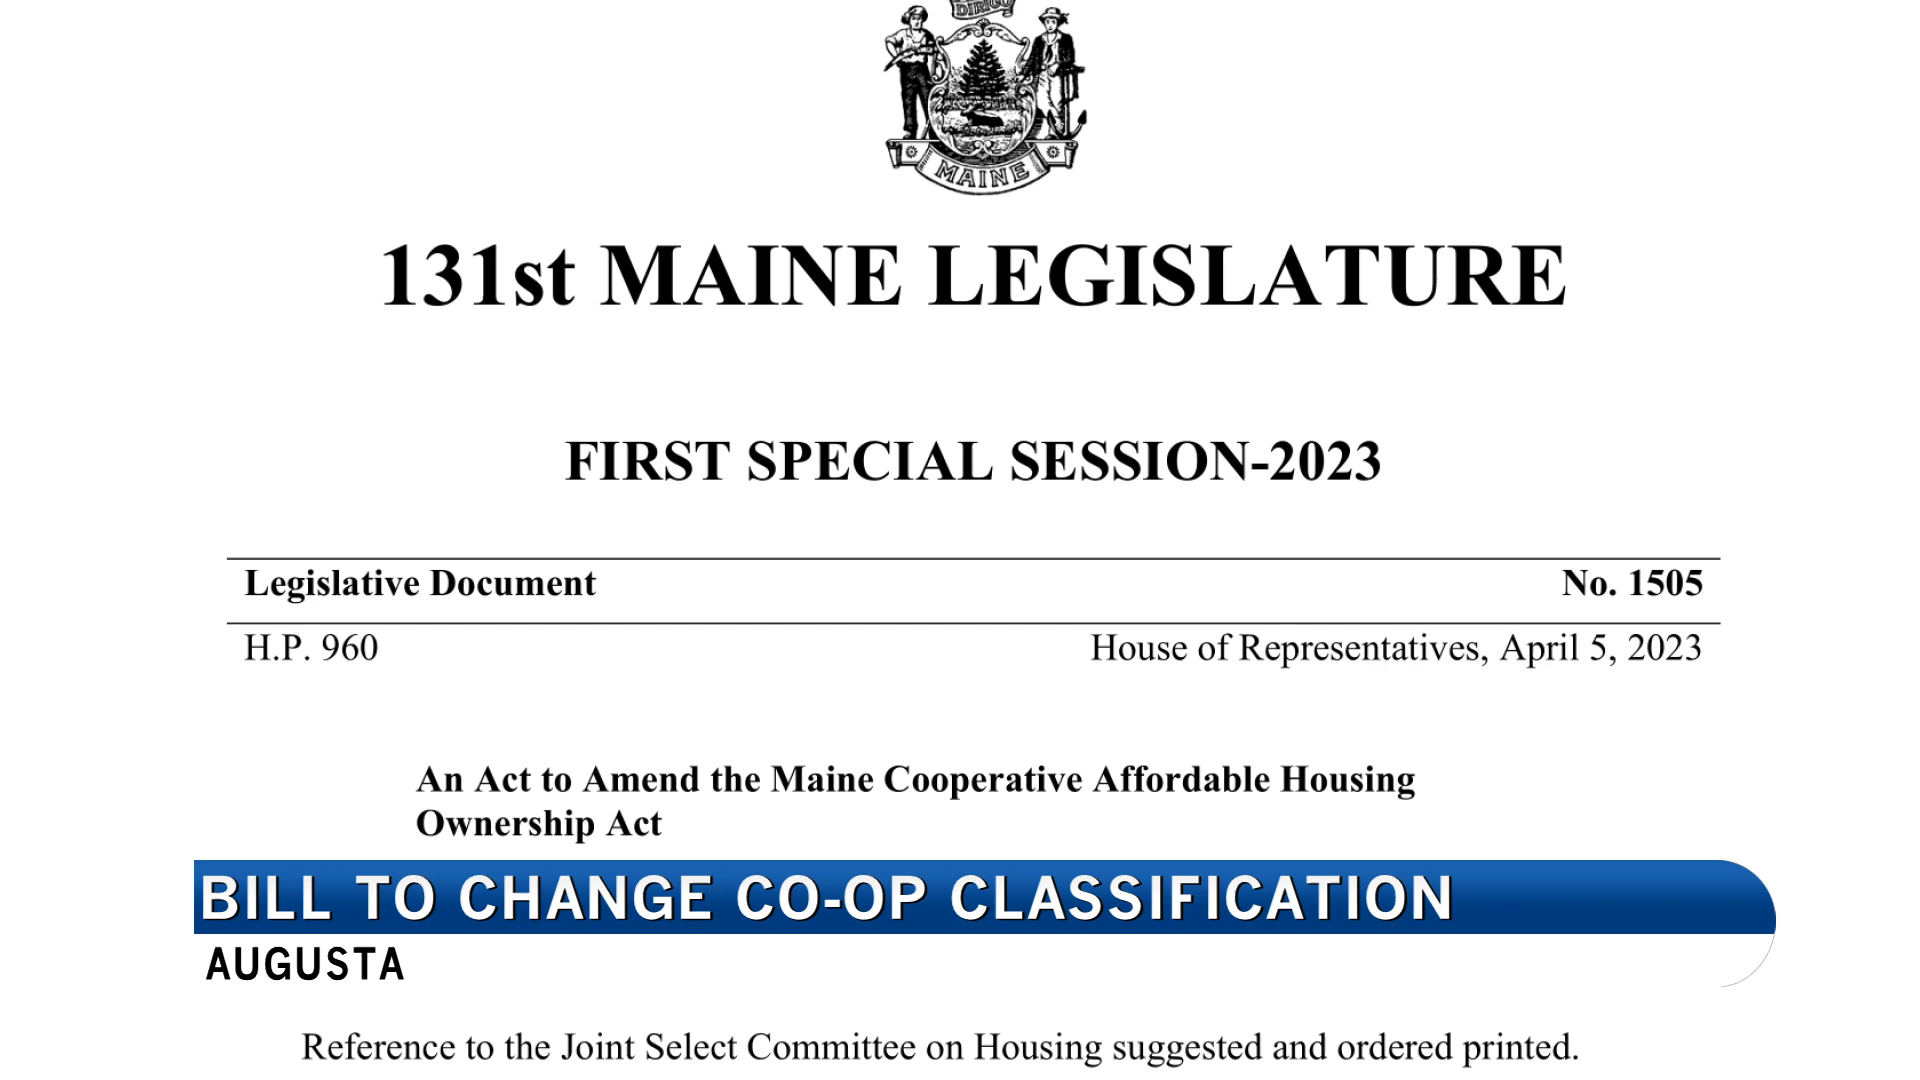 DIRIGO
MAINE
131st MAINE LEGISLATURE
FIRST SPECIAL SESSION-2023
Legislative Document No. 1505
H.P. 960 House of Representatives, April 5, 2023
An Act to Amend the Maine Cooperative Affordable Housing
Ownership Act
BILL TO CHANGE CO-OP CLASSIFICATION
AUGUSTA
Reference to the Joint Select Committee on Housing suggested and ordered printed.